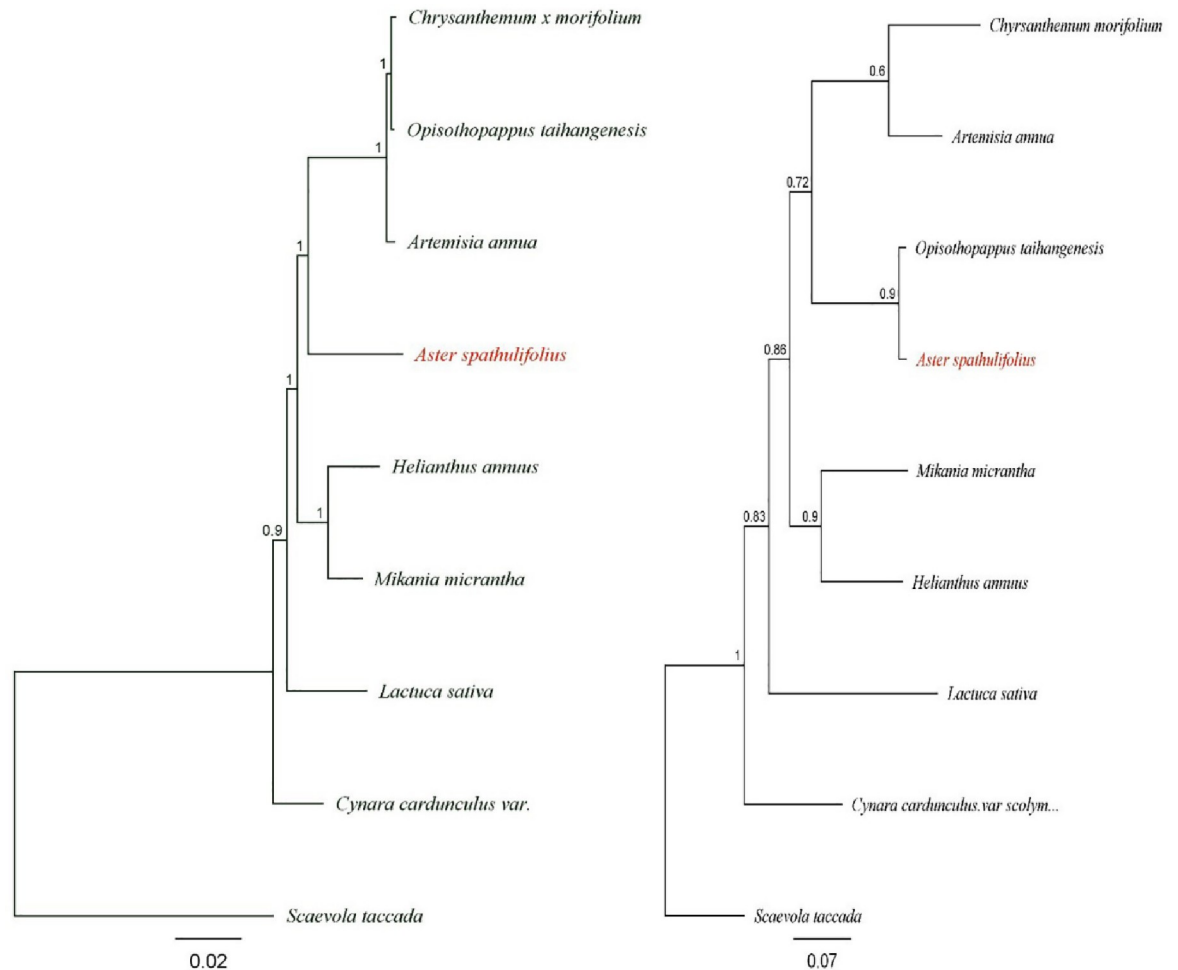 Chrysanthemum x morifolium
1
Opisothopappus taihangenesis
1
Artemisia annua
1
Aster spathulifolius
1
Helianthus annuus
1
0.9
Mikania micrantha
Lactuca sativa
Cynara cardunculus var.
Scaevola taccada
0.02
Chyrsanthemum morifolium
0.6
Artemisia annua
0.72
Opisothopappus taihangenesis
0.9
Aster spathulifolius
0.86
Mikania micrantha
0.83
0.9
Helianthus annuus
1
Lactuca sativa
Cynara cardunculus.var scolym...
Scaevola taccada
0.07